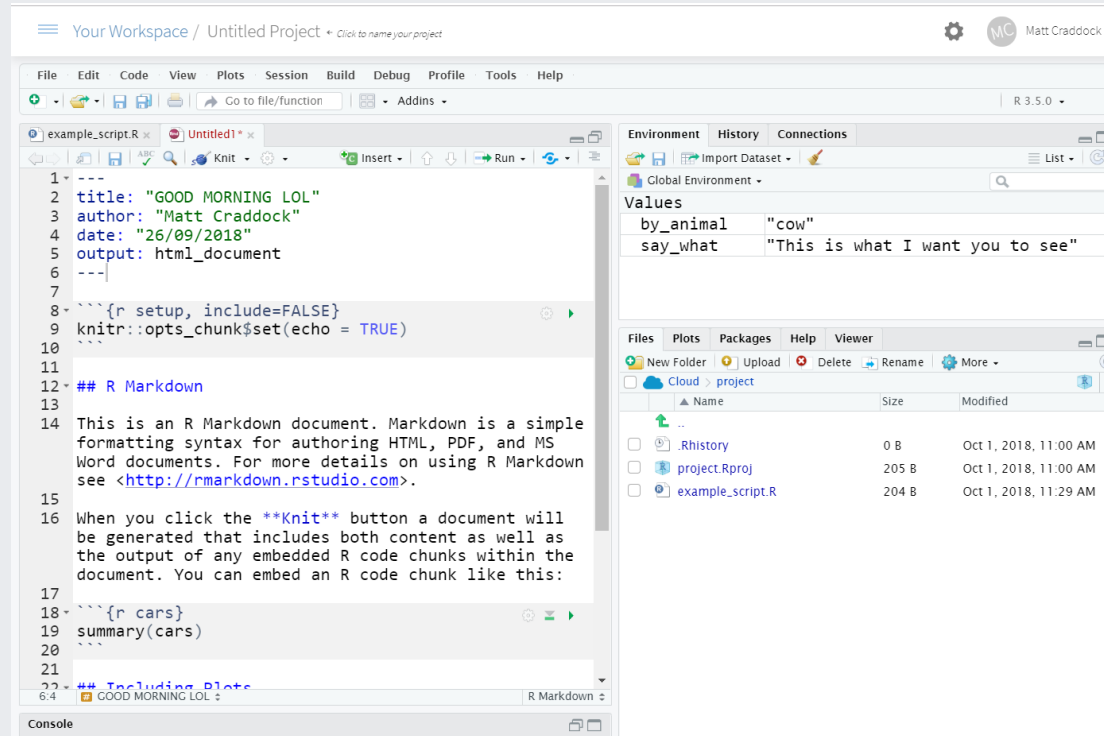 Your Workspace / Untitled Project Click to name your project
MC Matt Craddock
File Edit Code View Plots Session Build Debug Profile Tools Help
Go to file/function Addins R 3.5.0
example_script.R Untitled1*
ABC Knit Insert Run
1 ---
2 title: "GOOD MORNING LOL"
3 author: "Matt Craddock"
4 date: "26/09/2018"
5 output: html_document
6 ---
7
8 ```{r setup, include=FALSE}
9 knitr::opts_chunk$set(echo = TRUE)
10 ```
11
12 ## R Markdown
13
14 This is an R Markdown document. Markdown is a simple
formatting syntax for authoring HTML, PDF, and MS
Word documents. For more details on using R Markdown
see <http://rmarkdown.rstudio.com>.
15
16 When you click the **Knit** button a document will
be generated that includes both content as well as
the output of any embedded R code chunks within the
document. You can embed an R code chunk like this:
17
18 ```{r cars}
19 summary(cars)
20 ```
21
22 ## Including Plots
6:4 # GOOD MORNING LOL R Markdown
Console
Environment History Connections
Import Dataset List
Global Environment
Values
by_animal "cow"
say_what "This is what I want you to see"
Files Plots Packages Help Viewer
New Folder Upload Delete Rename More
Cloud > project
Name Size Modified
..
.Rhistory 0 B Oct 1, 2018, 11:00 AM
project.Rproj 205 B Oct 1, 2018, 11:00 AM
example_script.R 204 B Oct 1, 2018, 11:29 AM